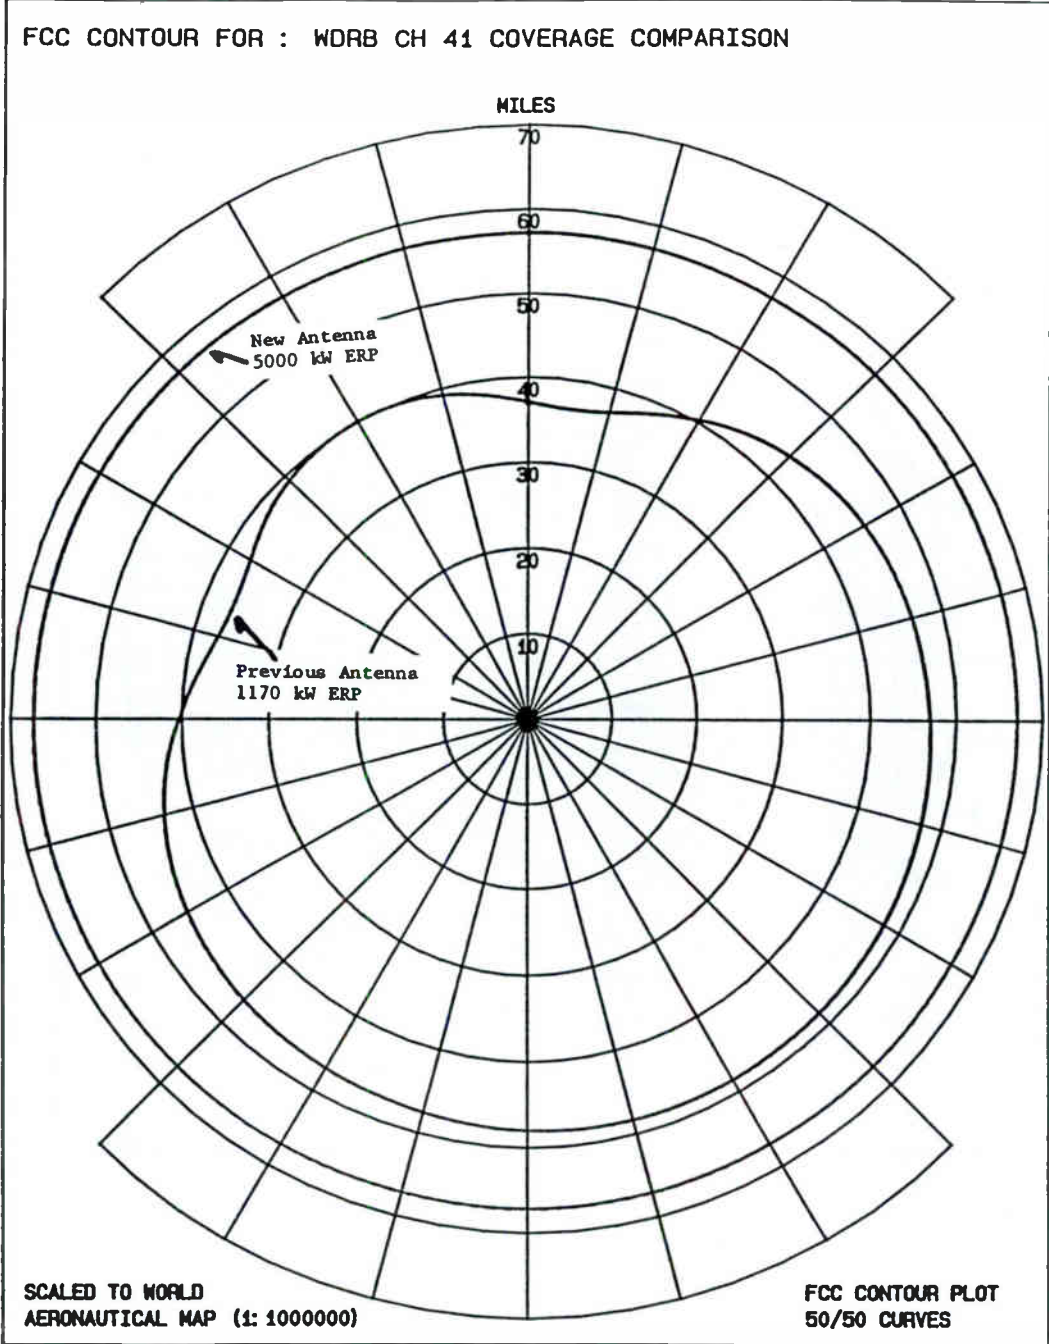 FCC CONTOUR FOR : WDRB CH 41 COVERAGE COMPARISON
MILES
70
60
50
40
30
20
10
New Antenna
5000 kW ERP
Previous Antenna
1170 kW ERP
SCALED TO WORLD
AERONAUTICAL MAP (1: 1000000)
FCC CONTOUR PLOT
50/50 CURVES